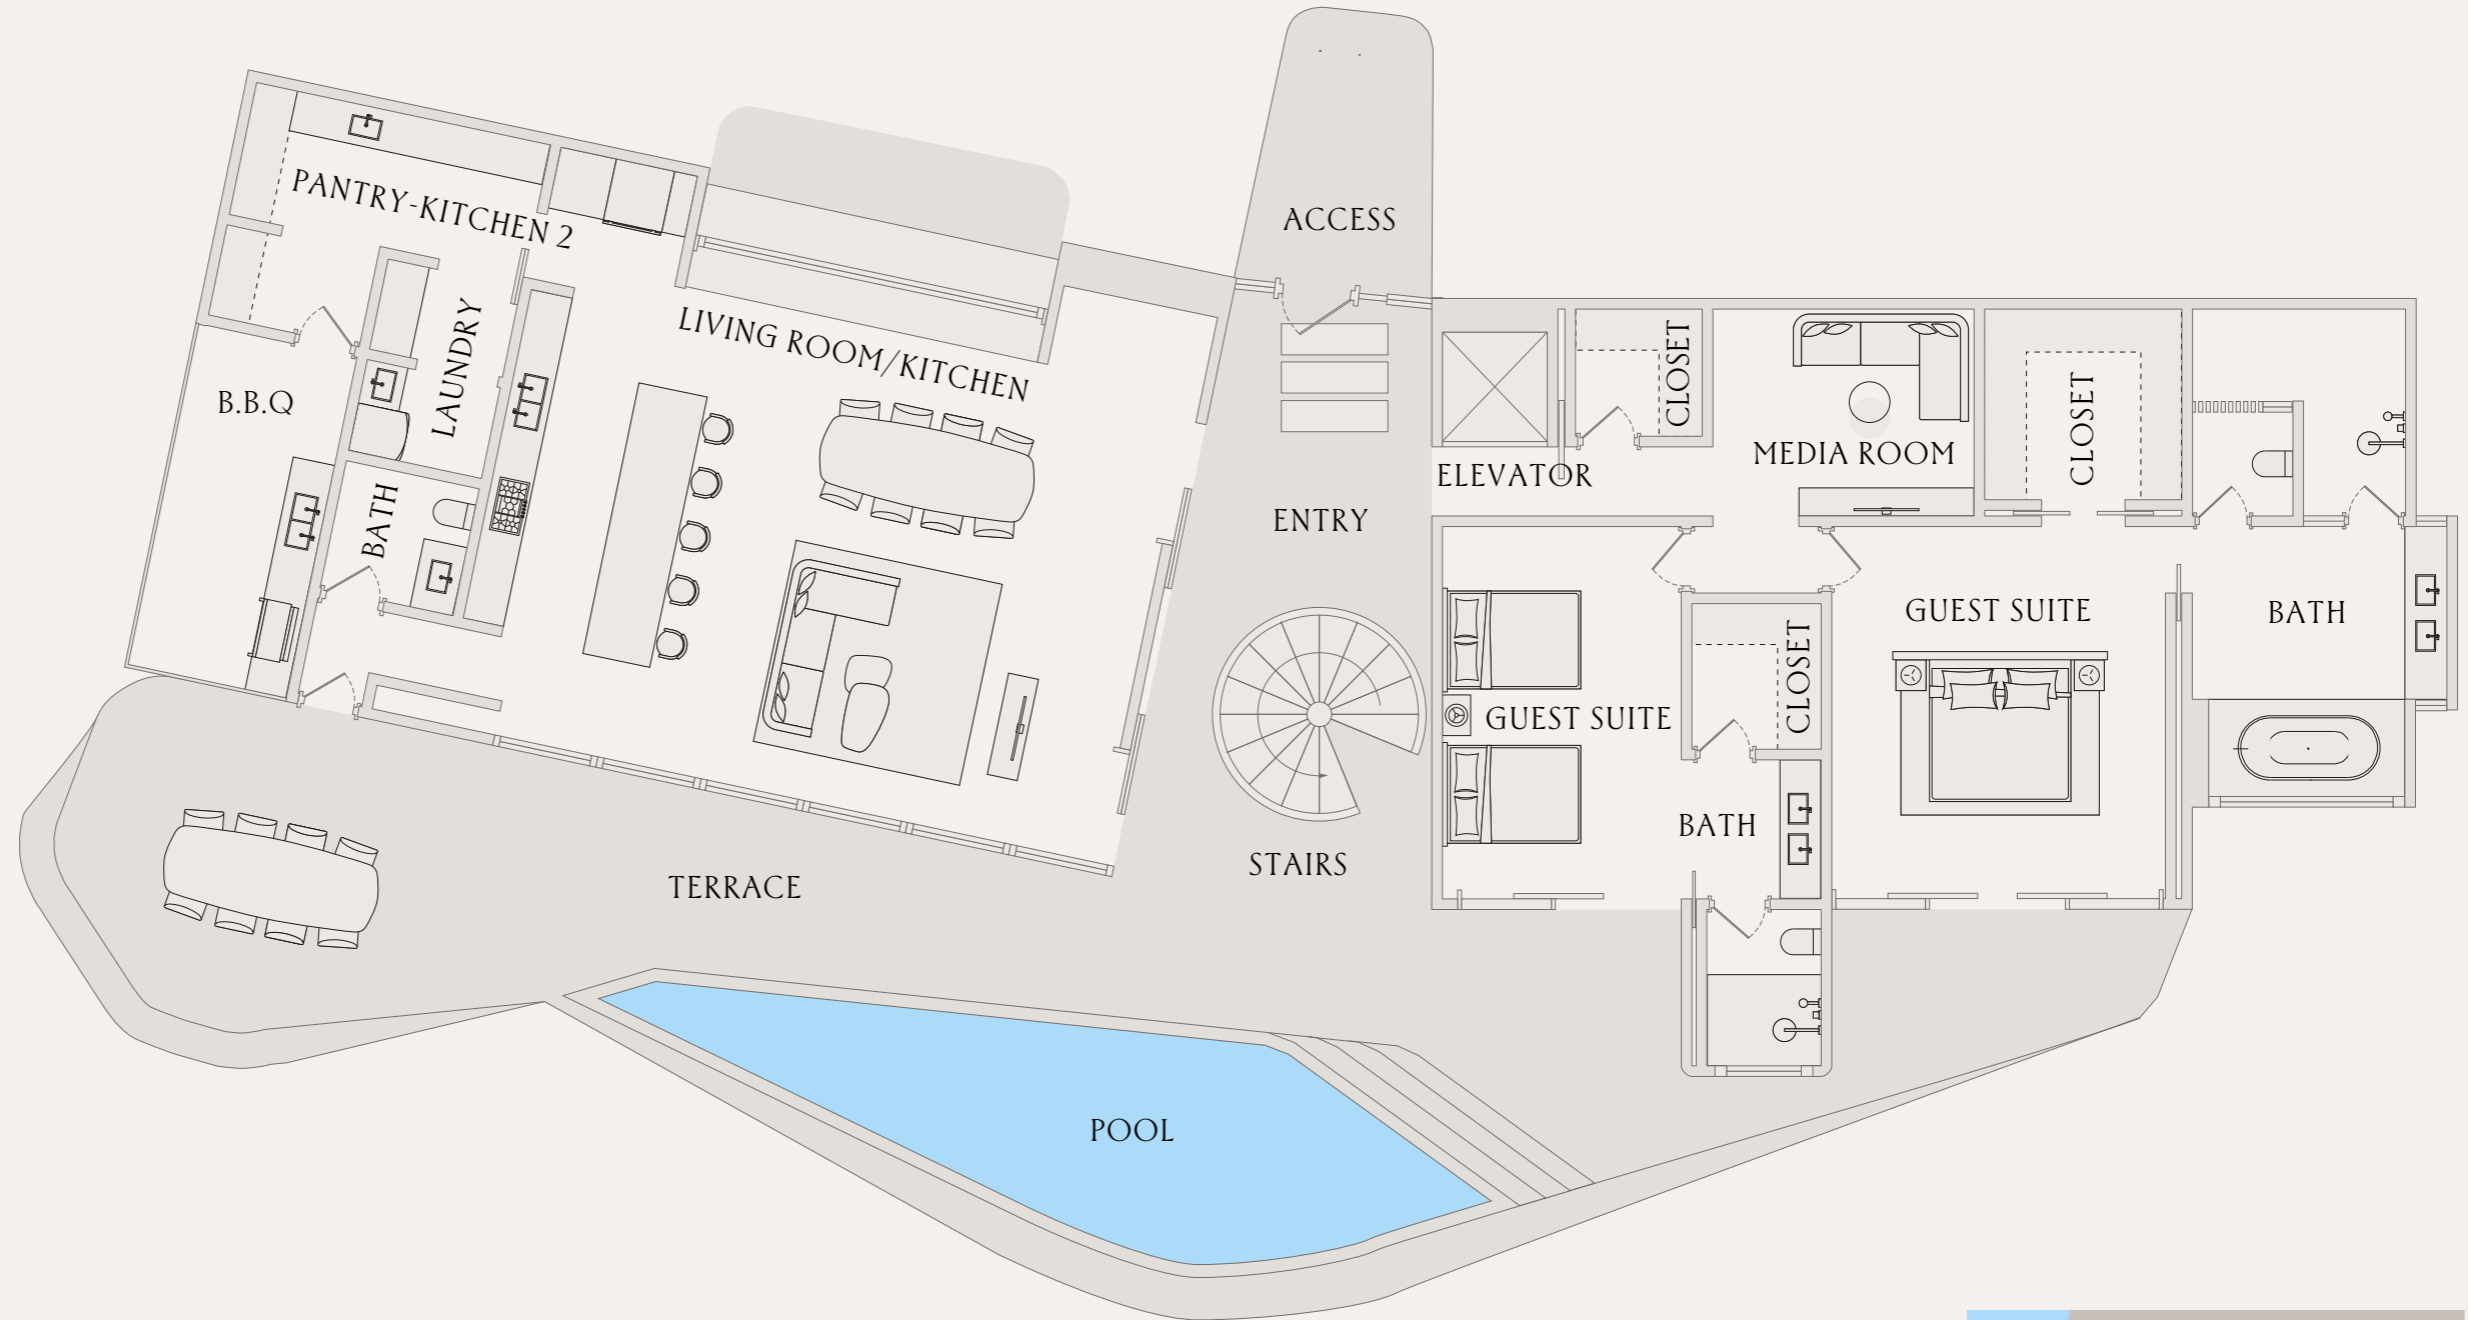 ACCESS
PANTRY-KITCHEN 2
LIVING ROOM/KITCHEN
LAUNDRY
B.B.Q
BATH
ENTRY
STAIRS
TERRACE
POOL
ELEVATOR
CLOSET
MEDIA ROOM
CLOSET
GUEST SUITE
CLOSET
BATH
GUEST SUITE
BATH